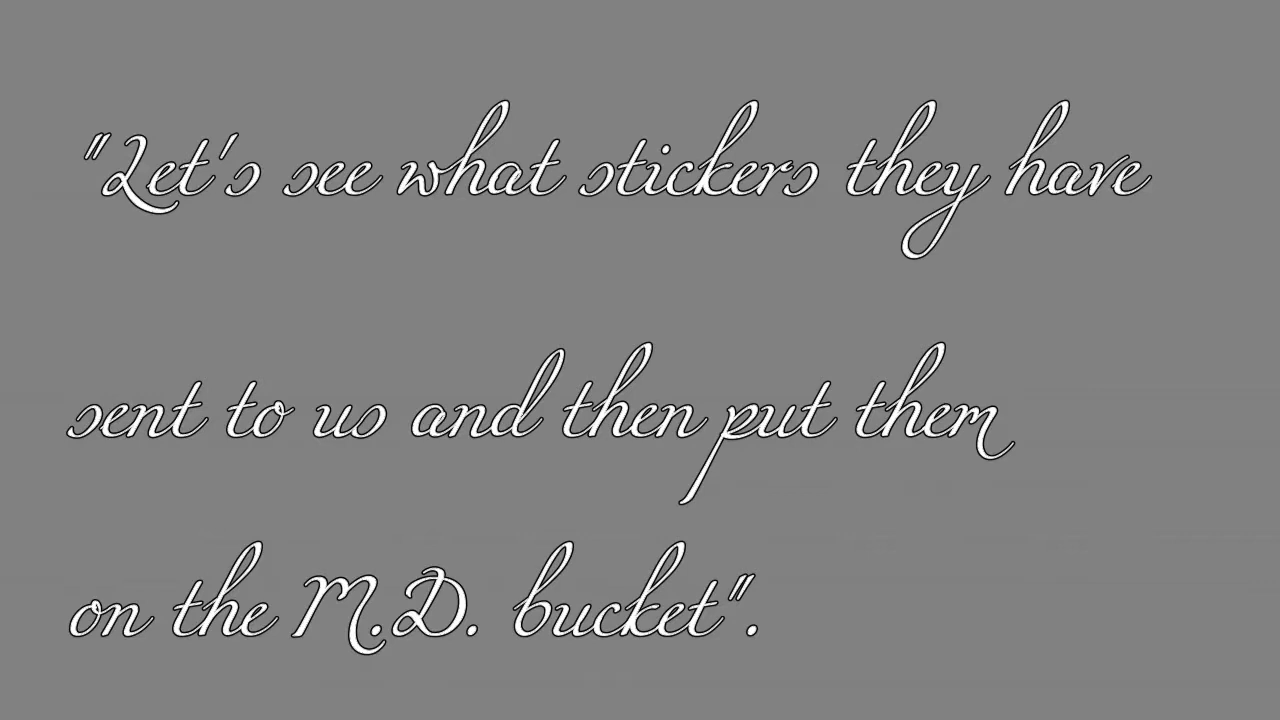 "Let's see what stickers they have
sent to us and then put them
on the M.D. bucket".